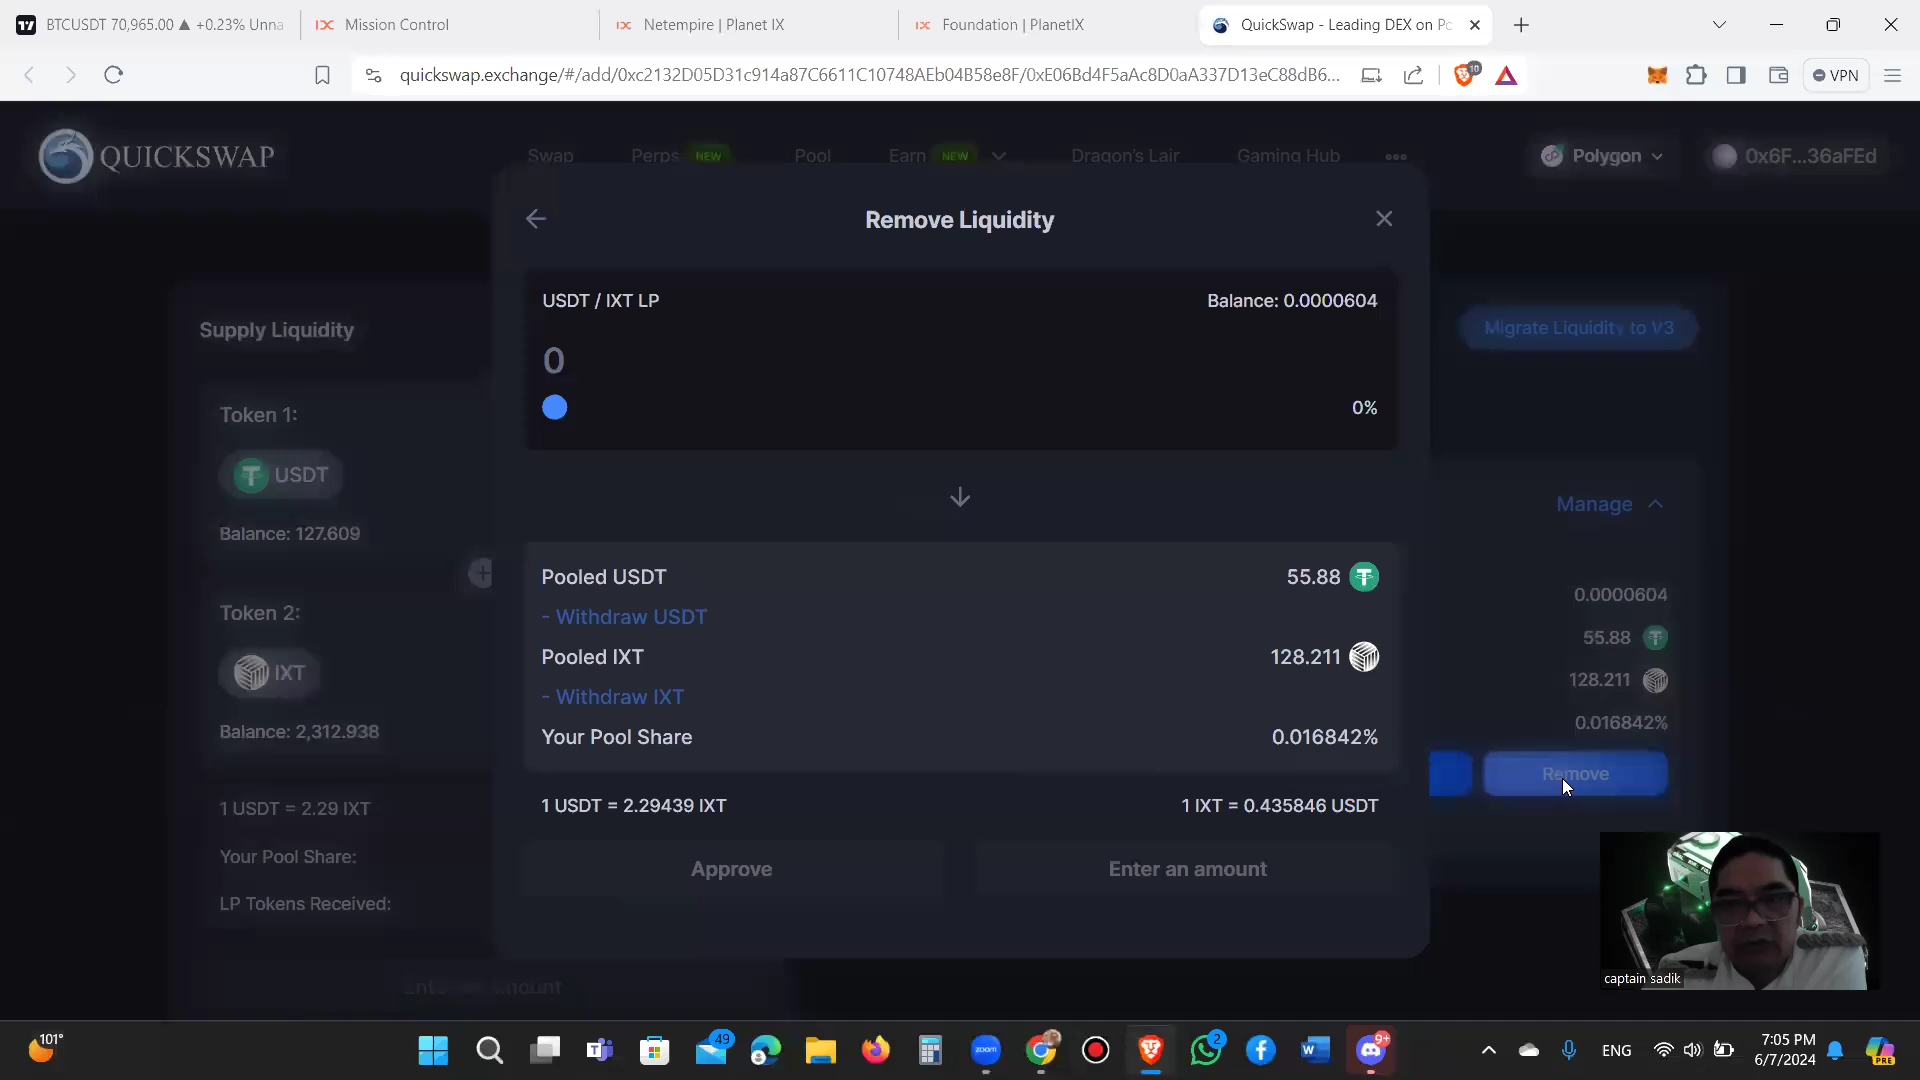 BTCUSDT 70,965.00 ▲ +0.23% Unna
Mission Control
Netempire | Planet IX
Foundation | PlanetIX
QuickSwap - Leading DEX on Po
quickswap.exchange/#/add/0xc2132D05D31c914a87C6611C10748AEb04B58e8F/0xE06Bd4F5aAc8D0aA337D13eC88dB6...
10
VPN
QUICKSWAP
Swap
Perps NEW
Pool
Earn NEW
Dragon's Lair
Gaming Hub
Polygon
0x6F...36aFEd
Remove Liquidity
USDT / IXT LP
Balance: 0.0000604
0
0%
Pooled USDT
55.88
- Withdraw USDT
Pooled IXT
128.211
- Withdraw IXT
Your Pool Share
0.016842%
1 USDT = 2.29439 IXT
1 IXT = 0.435846 USDT
Approve
Enter an amount
Supply Liquidity
Token 1:
USDT
Balance: 127.609
Token 2:
IXT
Balance: 2,312.938
1 USDT = 2.29 IXT
Your Pool Share:
LP Tokens Received:
Migrate Liquidity to V3
Manage
0.0000604
55.88
128.211
0.016842%
Remove
captain sadik
101°
49
zoom
2
9+
ENG
7:05 PM
6/7/2024
PRE